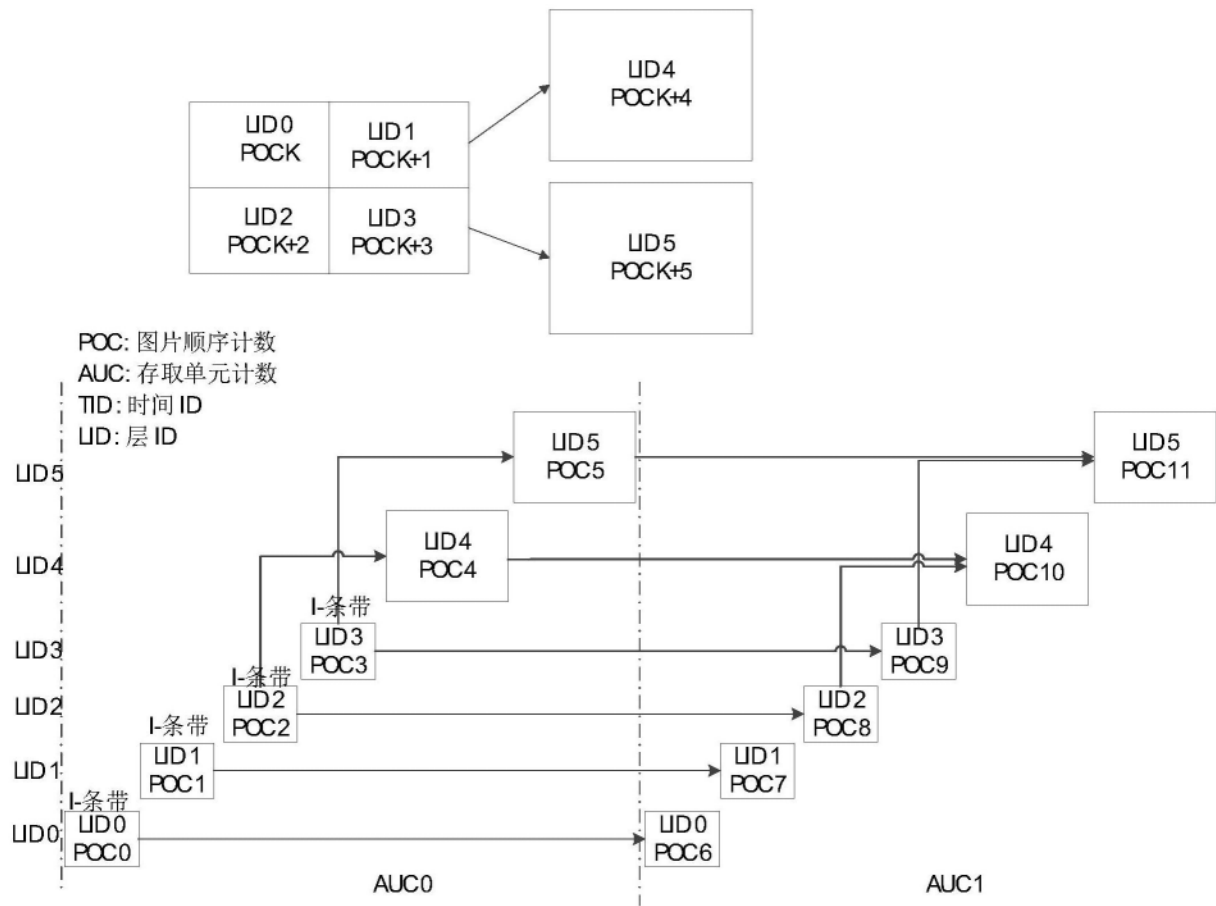 LID4
POCK+4
LID0
POCK
LID1
POCK+1
LID2
POCK+2
LID3
POCK+3
LID5
POCK+5
POC: 图片顺序计数
AUC: 存取单元计数
TID: 时间 ID
LID: 层 ID
LID5
LID5
POC5
LID5
POC11
LID4
LID4
POC4
LID4
POC10
I-条带
LID3
LID3
POC3
LID3
POC9
I-条带
LID2
LID2
POC2
LID2
POC8
I-条带
LID1
LID1
POC1
LID1
POC7
I-条带
LID0
LID0
POC0
LID0
POC6
AUC0
AUC1